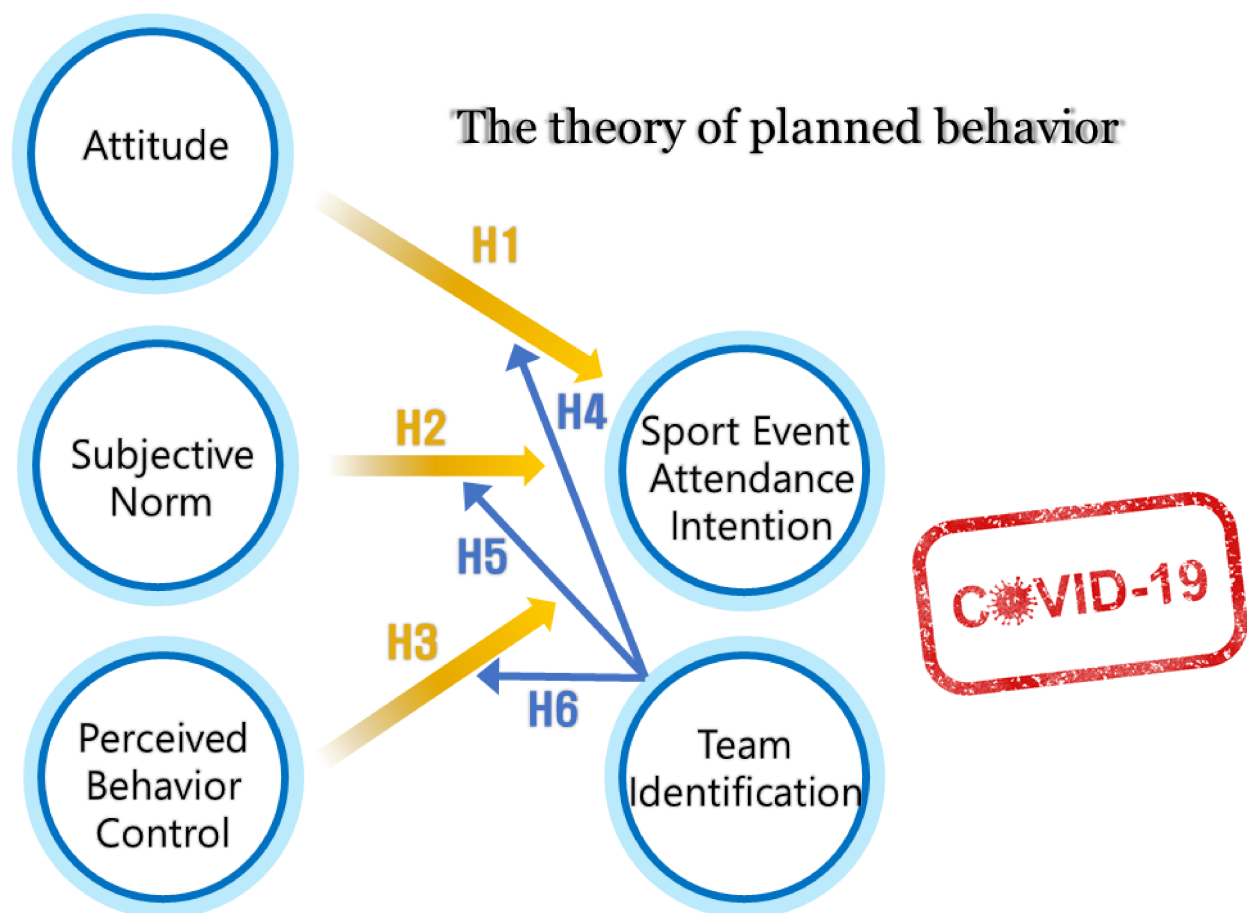 The theory of planned behavior
Attitude
H1
Subjective
Norm
H2
H4
Sport Event
Attendance
Intention
H5
COVID-19
H3
H6
Perceived
Behavior
Control
Team
Identification